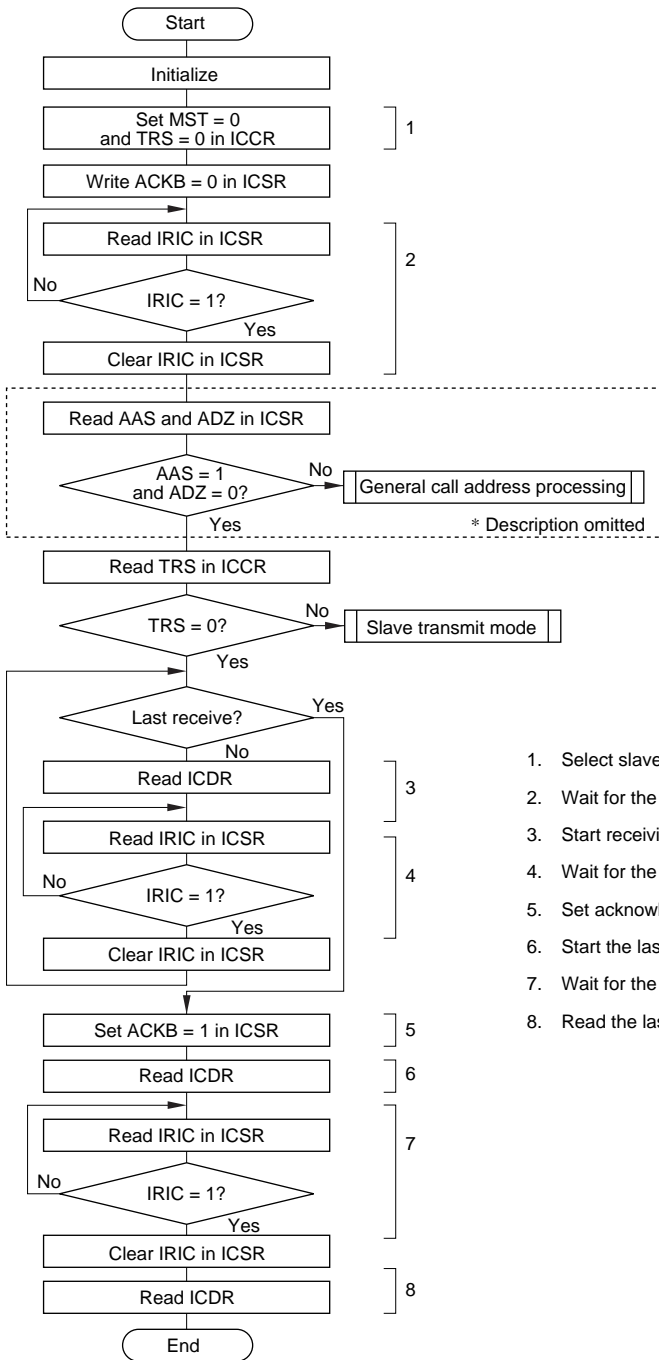 Start
Initialize
Set MST = 0
and TRS = 0 in ICCR
1
Write ACKB = 0 in ICSR
Read IRIC in ICSR
2
No
IRIC = 1?
Yes
Clear IRIC in ICSR
Read AAS and ADZ in ICSR
AAS = 1
and ADZ = 0?
No
General call address processing
Yes
* Description omitted
Read TRS in ICCR
TRS = 0?
No
Slave transmit mode
Yes
Last receive?
Yes
No
Read ICDR
3
Read IRIC in ICSR
4
No
IRIC = 1?
Yes
Clear IRIC in ICSR
Set ACKB = 1 in ICSR
5
Read ICDR
6
Read IRIC in ICSR
7
No
IRIC = 1?
Yes
Clear IRIC in ICSR
Read ICDR
8
End
1. Select slave
2. Wait for the
3. Start
4. Wait for the
5. Set
6. Start the
7. Wait for the
8. Read the